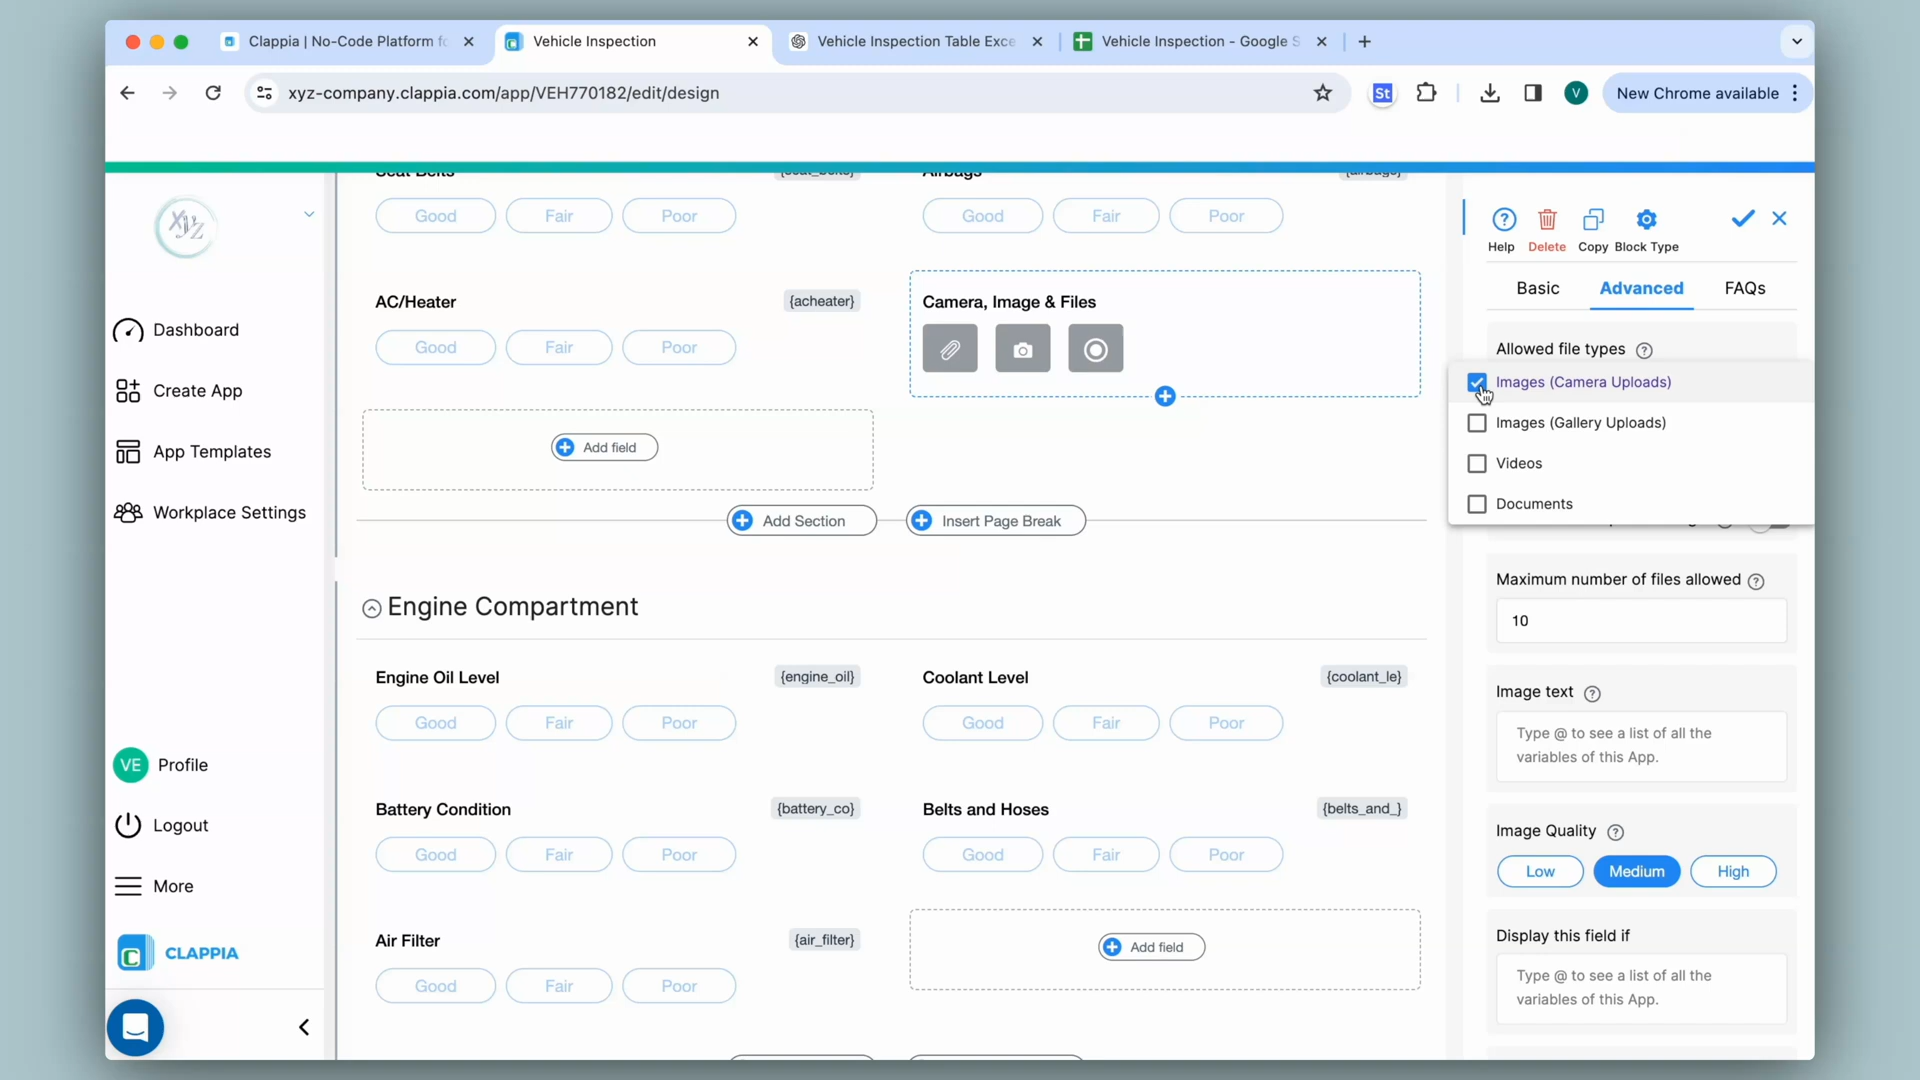 Clappia | No-Code Platform fo
Vehicle Inspection
Vehicle Inspection Table Exce
Vehicle Inspection - Google S
xyz-company.clappia.com/app/VEH770182/edit/design
St
V
New Chrome available
XYZ
Dashboard
Create App
App Templates
Workplace Settings
VE Profile
Logout
More
CLAPPIA
Seat Belts {seat_belts}
Good Fair Poor
Airbags {airbags}
Good Fair Poor
AC/Heater {acheater}
Good Fair Poor
Camera, Image & Files
Add field
Add Section
Insert Page Break
Engine Compartment
Engine Oil Level {engine_oil}
Good Fair Poor
Coolant Level {coolant_le}
Good Fair Poor
Battery Condition {battery_co}
Good Fair Poor
Belts and Hoses {belts_and_}
Good Fair Poor
Air Filter {air_filter}
Good Fair Poor
Add field
Help Delete Copy Block Type
Basic Advanced FAQs
Allowed file types
Images (Camera Uploads)
Images (Gallery Uploads)
Videos
Documents
Maximum number of files allowed
10
Image text
Type @ to see a list of all the
variables of this App.
Image Quality
Low Medium High
Display this field if
Type @ to see a list of all the
variables of this App.